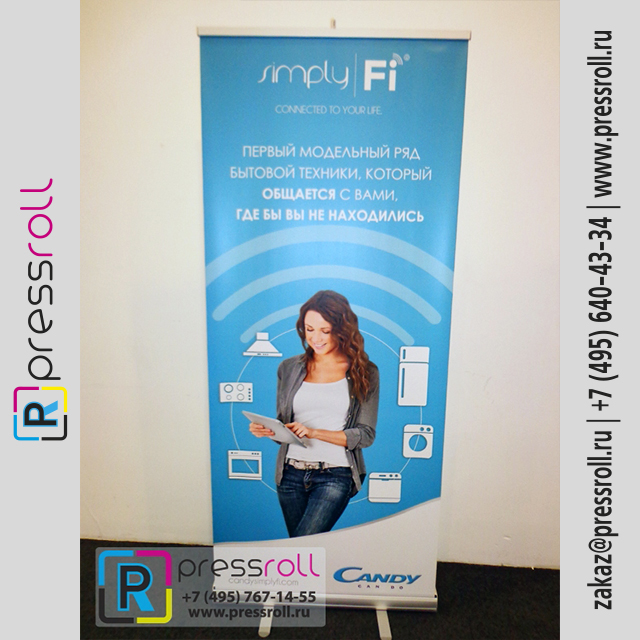 pressroll
simply Fi
CONNECTED TO YOUR LIFE.
ПЕРВЫЙ МОДЕЛЬНЫЙ РЯД
БЫТОВОЙ ТЕХНИКИ, КОТОРЫЙ
ОБЩАЕТСЯ С ВАМИ,
ГДЕ БЫ ВЫ НЕ НАХОДИЛИСЬ
CANDY
CAN DO
candysimplyfi.com
R pressroll
+7 (495) 767-14-55
www.pressroll.ru
R
zakaz@pressroll.ru | +7 (495) 640-43-34 | www.pressroll.ru